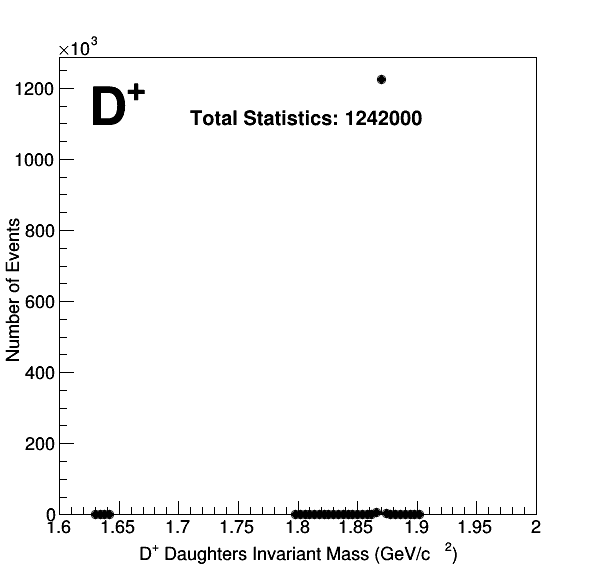 ×10³
1200
1000
800
600
400
200
0
D⁺
Total Statistics: 1242000
Number of Events
1.6 1.65 1.7 1.75 1.8 1.85 1.9 1.95 2
D⁺ Daughters Invariant Mass (GeV/c ²)